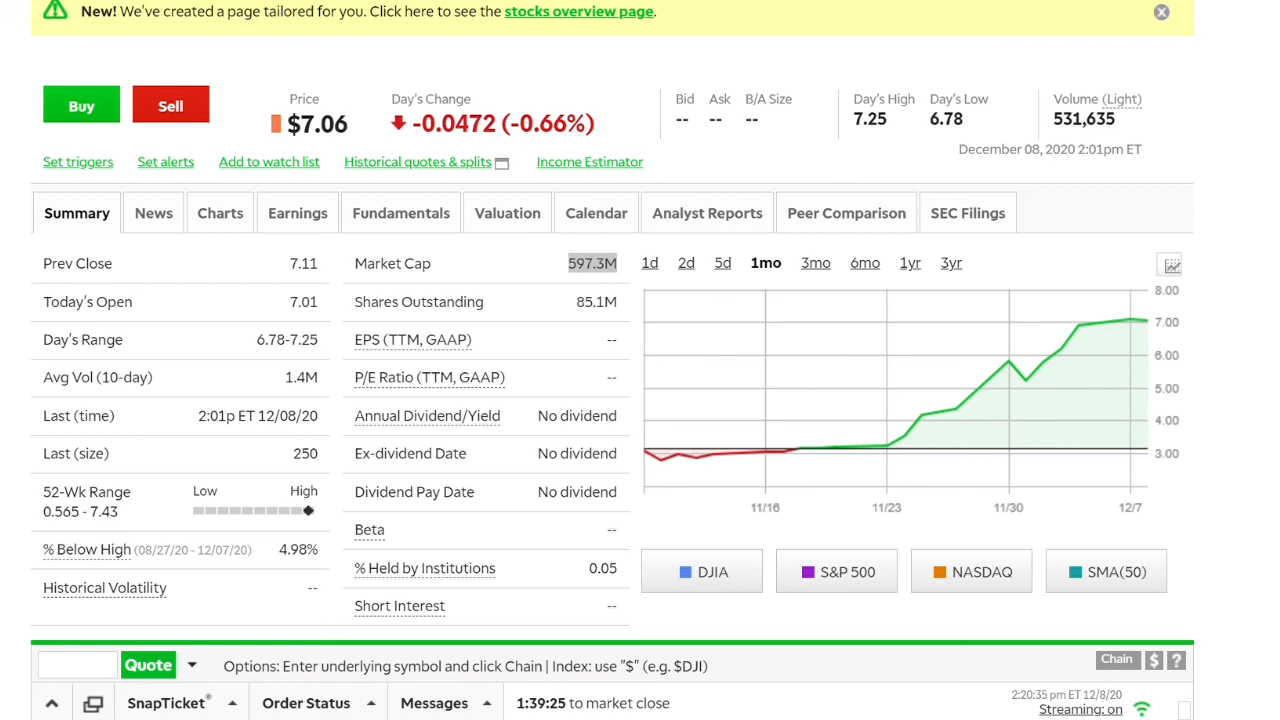 New! We've created a page tailored for you. Click here to see the stocks overview page.
Buy Sell
Price
$7.06
Day's Change
-0.0472 (-0.66%)
Bid Ask B/A Size
-- -- --
Day's High Day's Low
7.25 6.78
Volume (Light)
531,635
December 08, 2020 2:01pm ET
Set triggers Set alerts Add to watch list Historical quotes & splits Income Estimator
Summary News Charts Earnings Fundamentals Valuation Calendar Analyst Reports Peer Comparison SEC Filings
Prev Close 7.11
Today's Open 7.01
Day's Range 6.78-7.25
Avg Vol (10-day) 1.4M
Last (time) 2:01p ET 12/08/20
Last (size) 250
52-Wk Range Low High
0.565 - 7.43
% Below High (08/27/20 - 12/07/20) 4.98%
Historical Volatility --
Market Cap 597.3M
Shares Outstanding 85.1M
EPS (TTM, GAAP) --
P/E Ratio (TTM, GAAP) --
Annual Dividend/Yield No dividend
Ex-dividend Date No dividend
Dividend Pay Date No dividend
Beta --
% Held by Institutions 0.05
Short Interest --
1d 2d 5d 1mo 3mo 6mo 1yr 3yr
8.00
7.00
6.00
5.00
4.00
3.00
11/16 11/23 11/30 12/7
DJIA S&P 500 NASDAQ SMA(50)
Quote Options: Enter underlying symbol and click Chain | Index: use "$" (e.g. $DJI) Chain $ ?
SnapTicket® Order Status Messages 1:39:25 to market close
2:20:35 pm ET 12/8/20
Streaming: on